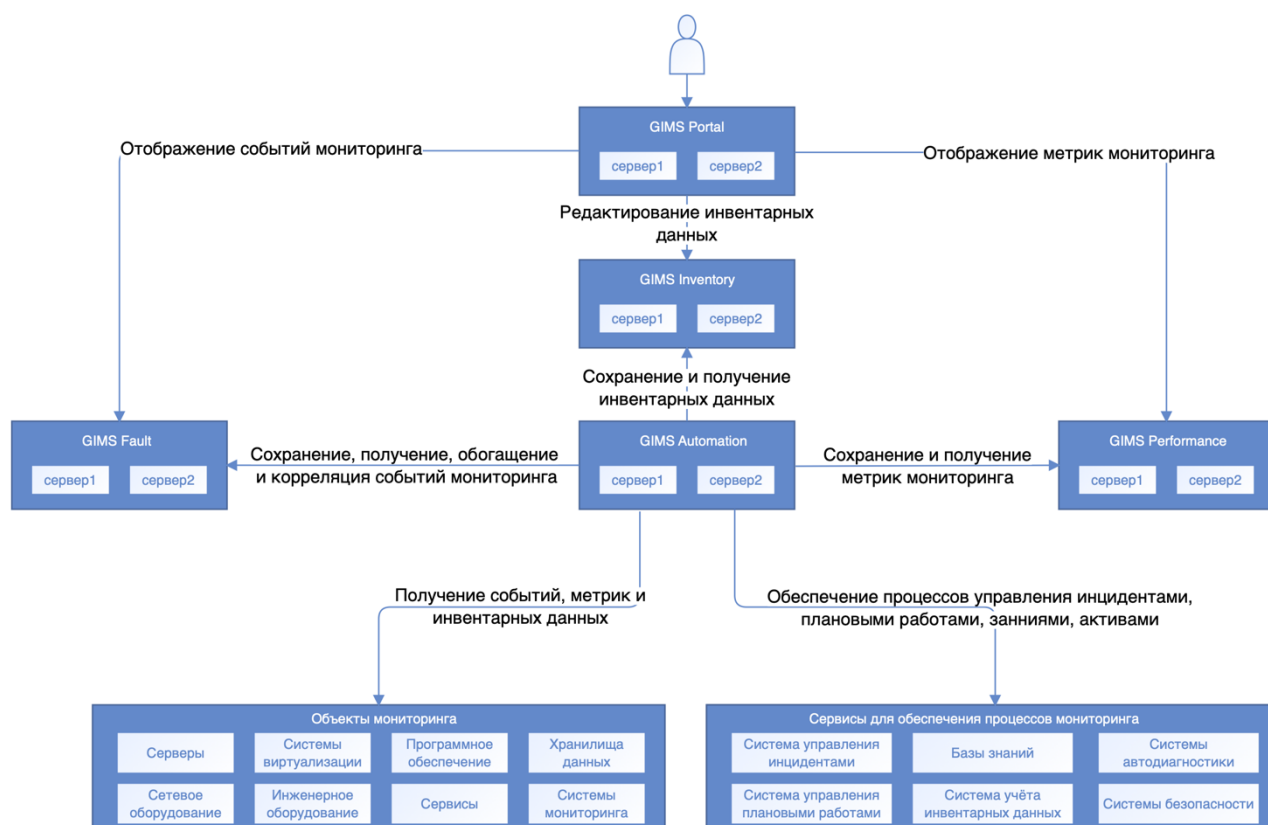 GIMS Portal
сервер1
сервер2
Отображение событий мониторинга
Отображение метрик мониторинга
Редактирование инвентарных
данных
GIMS Inventory
сервер1
сервер2
Сохранение и получение
инвентарных данных
GIMS Fault
сервер1
сервер2
Сохранение, получение, обогащение
и корреляция событий мониторинга
GIMS Automation
сервер1
сервер2
Сохранение и получение
метрик мониторинга
GIMS Performance
сервер1
сервер2
Получение событий, метрик и
инвентарных данных
Обеспечение процессов управления инцидентами,
плановыми работами, занниями, активами
Объекты мониторинга
Серверы
Системы
виртуализации
Программное
обеспечение
Хранилища
данных
Сетевое
оборудование
Инженерное
оборудование
Сервисы
Системы
мониторинга
Сервисы для обеспечения процессов мониторинга
Система управления
инцидентами
Базы знаний
Системы
автодиагностики
Система управления
плановыми работами
Система учёта
инвентарных данных
Системы безопасности